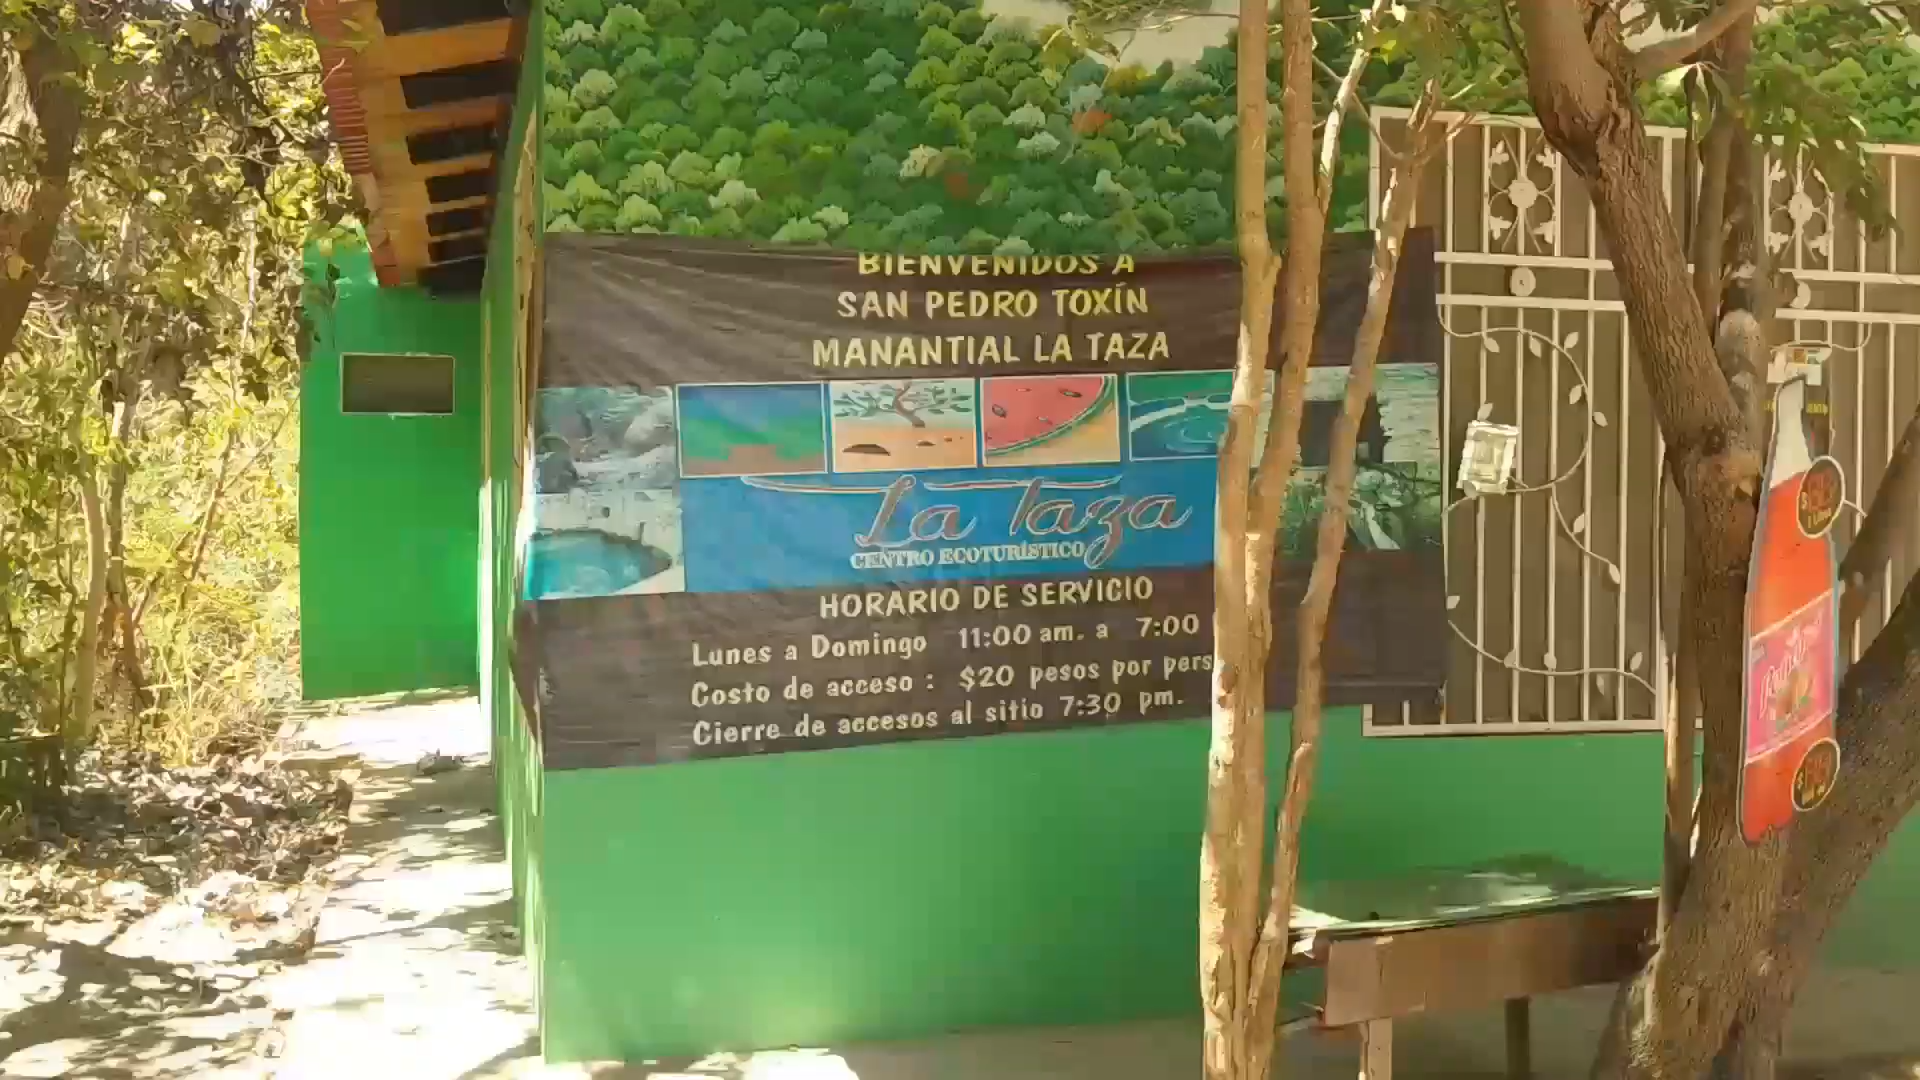 BIENVENIDOS A
SAN PEDRO TOXÍN
MANANTIAL LA TAZA
La Taza
CENTRO ECOTURÍSTICO
HORARIO DE SERVICIO
Lunes a Domingo 11:00 am. a 7:00
Costo de acceso : $20 pesos por pers
Cierre de accesos al sitio 7:30 pm.